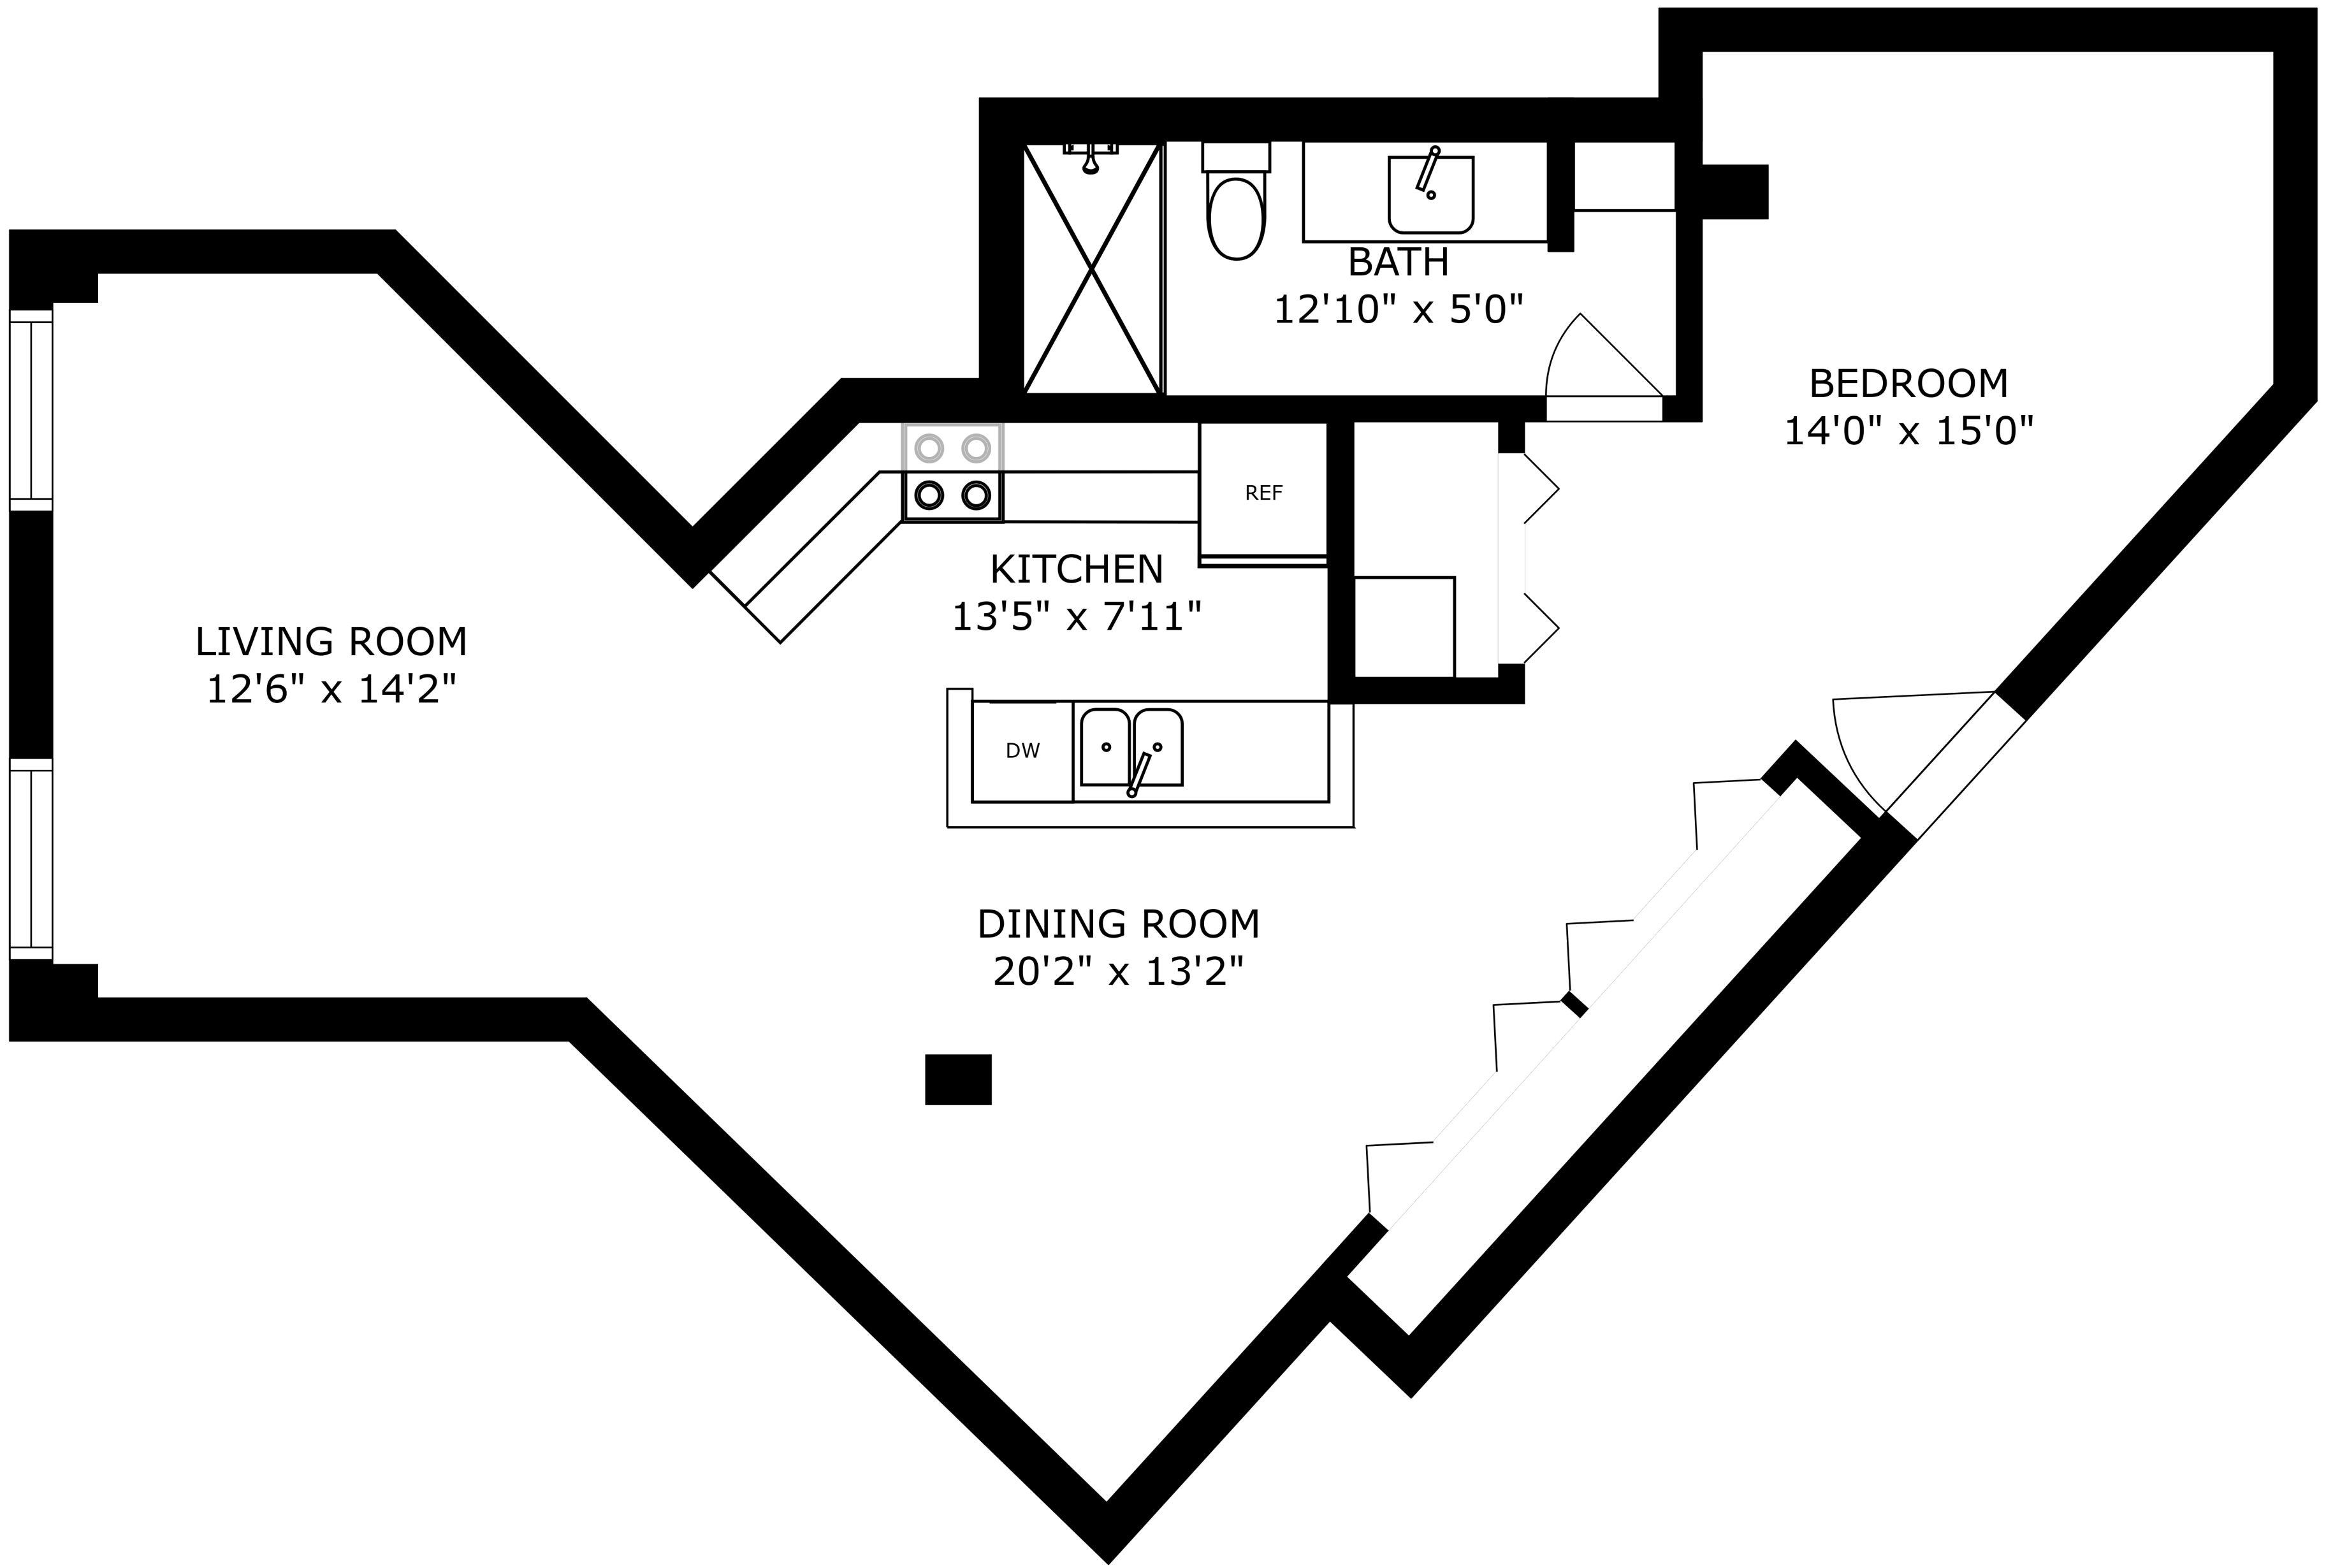 BATH
12'10" x 5'0"
BEDROOM
14'0" x 15'0"
REF
KITCHEN
13'5" x 7'11"
LIVING ROOM
12'6" x 14'2"
DW
DINING ROOM
20'2" x 13'2"